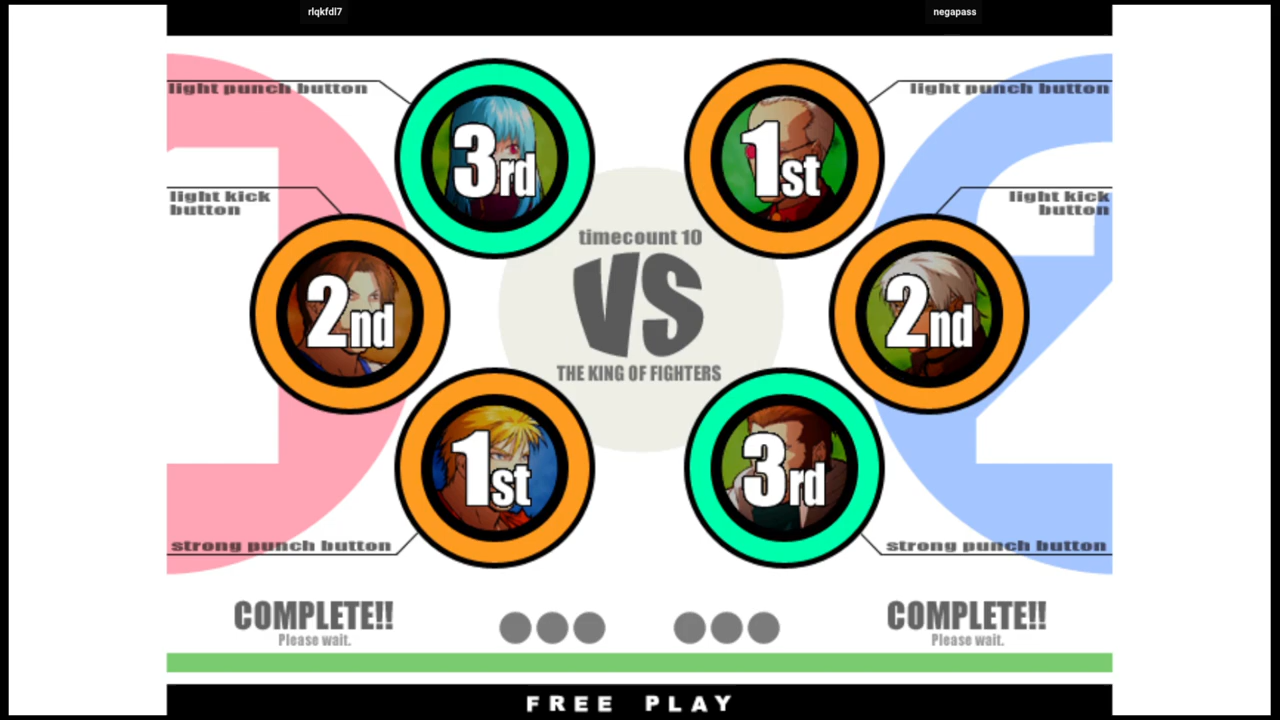 rlqkfdl7
negapass
light punch button
light punch button
3rd
1st
light kick
button
light kick
button
timecount 10
VS
THE KING OF FIGHTERS
2nd
2nd
1st
3rd
strong punch button
strong punch button
COMPLETE!!
Please wait.
COMPLETE!!
Please wait.
FREE PLAY